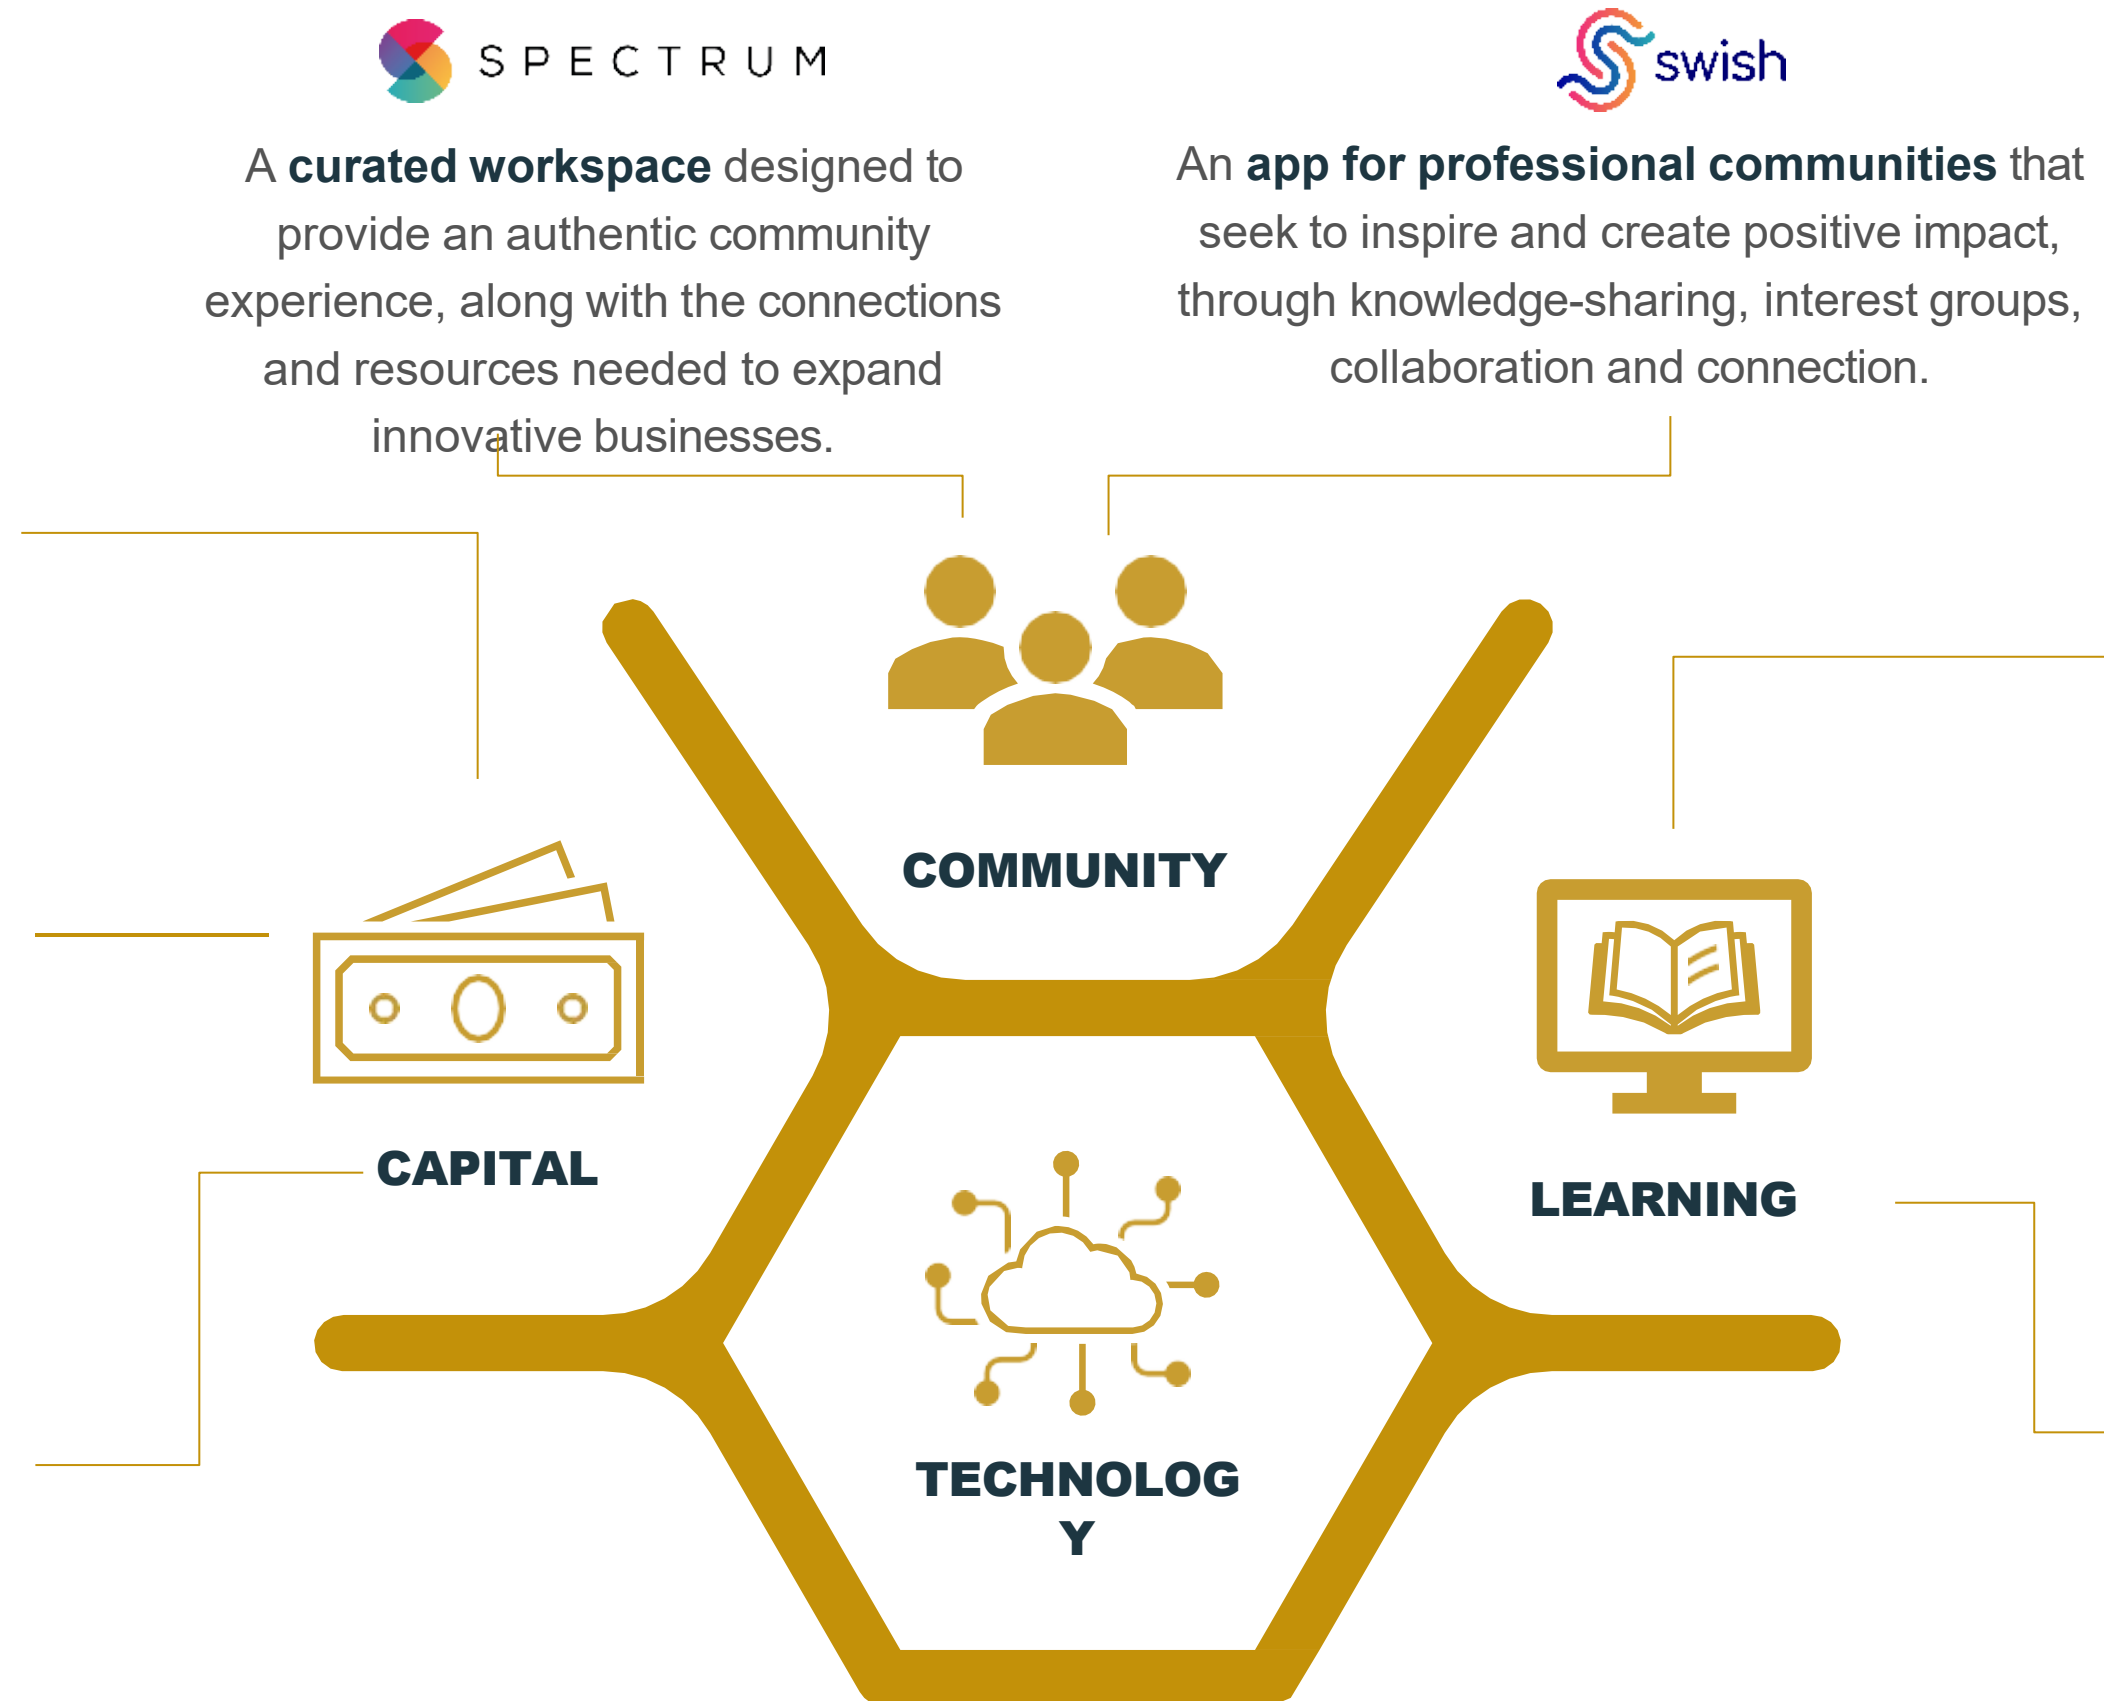 SPECTRUM
A curated workspace designed to
provide an authentic community
experience, along with the connections
and resources needed to expand
innovative businesses.
swish
An app for professional communities that
seek to inspire and create positive impact,
through knowledge-sharing, interest groups,
collaboration and connection.
COMMUNITY
CAPITAL
LEARNING
TECHNOLOG
Y